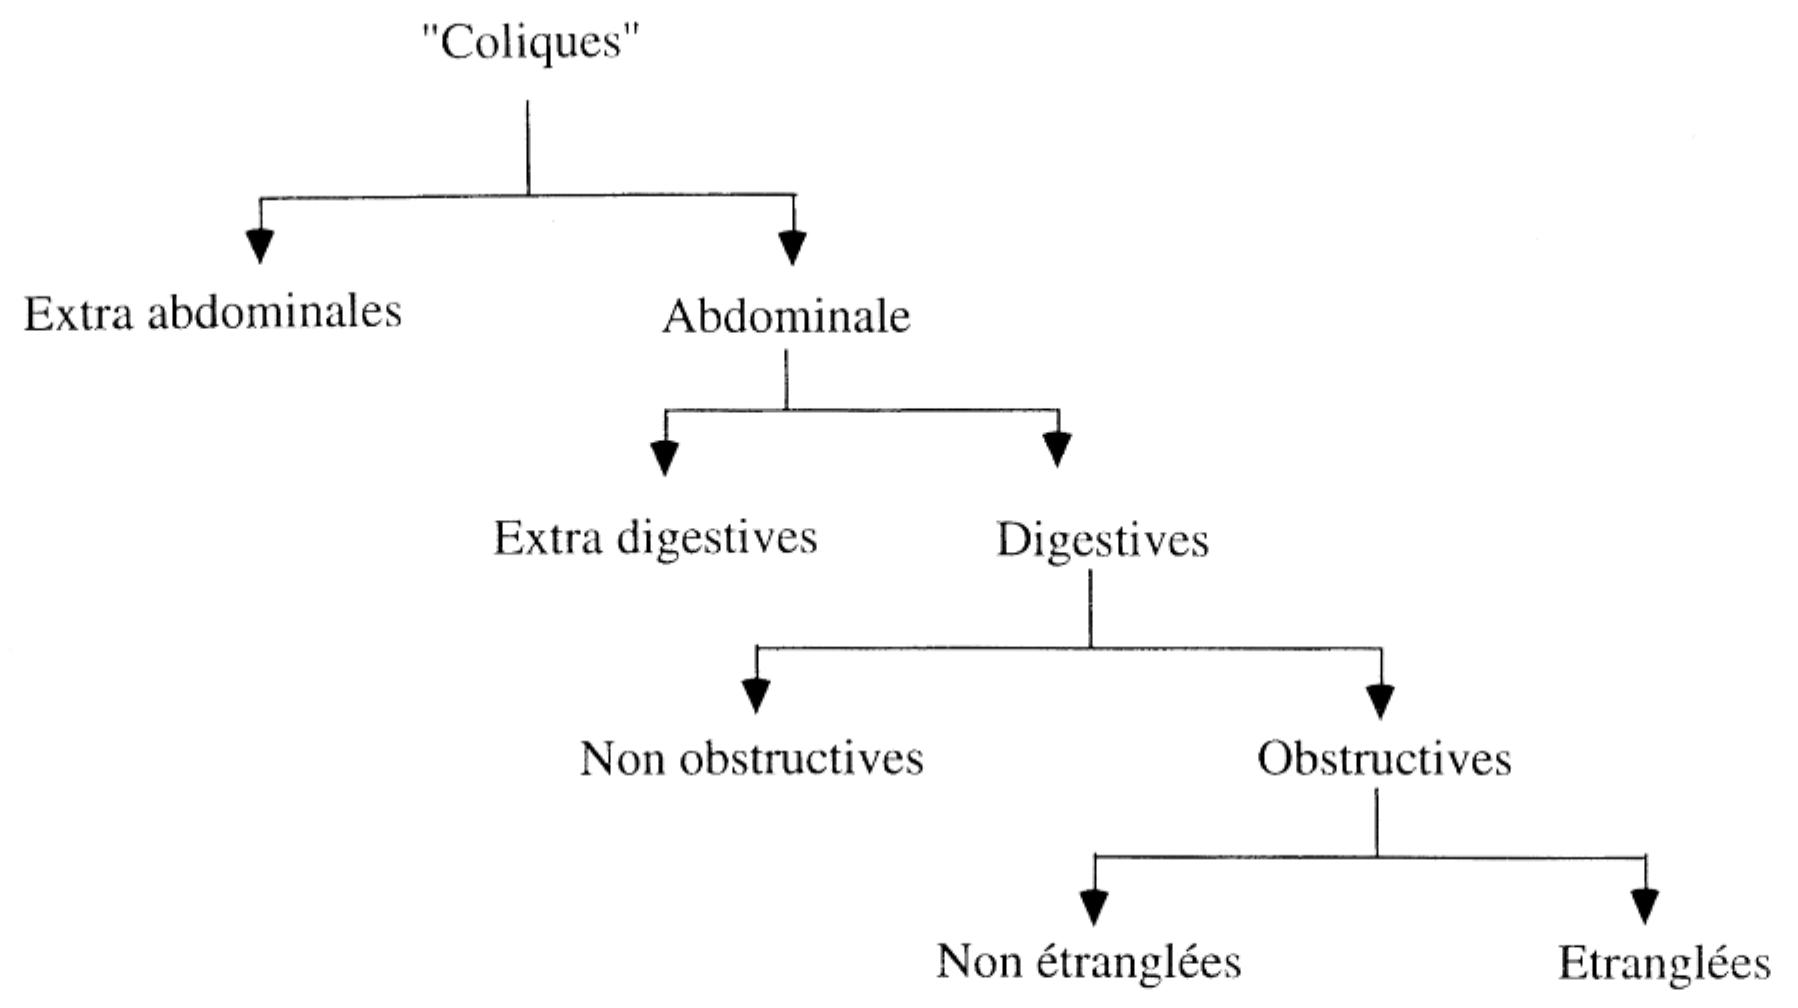 "Coliques"
Extra abdominales
Abdominale
Extra digestives
Digestives
Non obstructives
Obstructives
Non étranglées
Etranglées